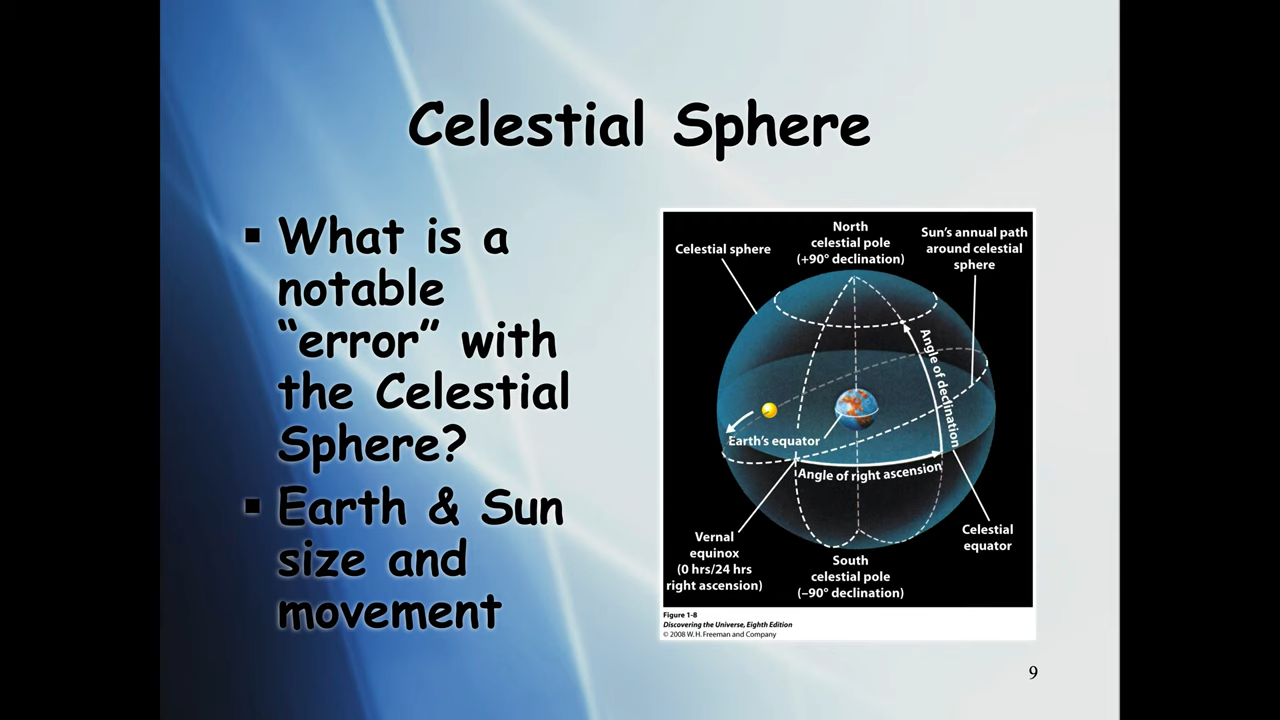 Celestial Sphere
▪ What is a
notable
“error” with
the Celestial
Sphere?
▪ Earth & Sun
size and
movement
Celestial sphere
North
celestial pole
(+90° declination)
Sun’s annual path
around celestial
sphere
Angle of declination
Earth’s equator
Angle of right ascension
Vernal
equinox
(0 hrs/24 hrs
right ascension)
South
celestial pole
(–90° declination)
Celestial
equator
Figure 1-8
Discovering the Universe, Eighth Edition
© 2008 W. H. Freeman and Company
9